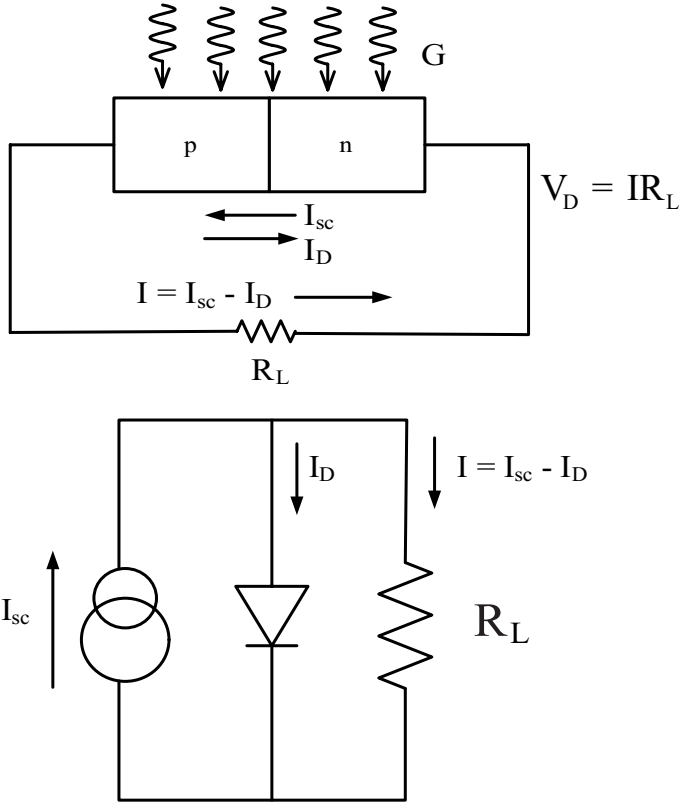 G
p n
V_D = IR_L
I_sc
I_D
I = I_sc - I_D
R_L
I_D
I = I_sc - I_D
I_sc
R_L